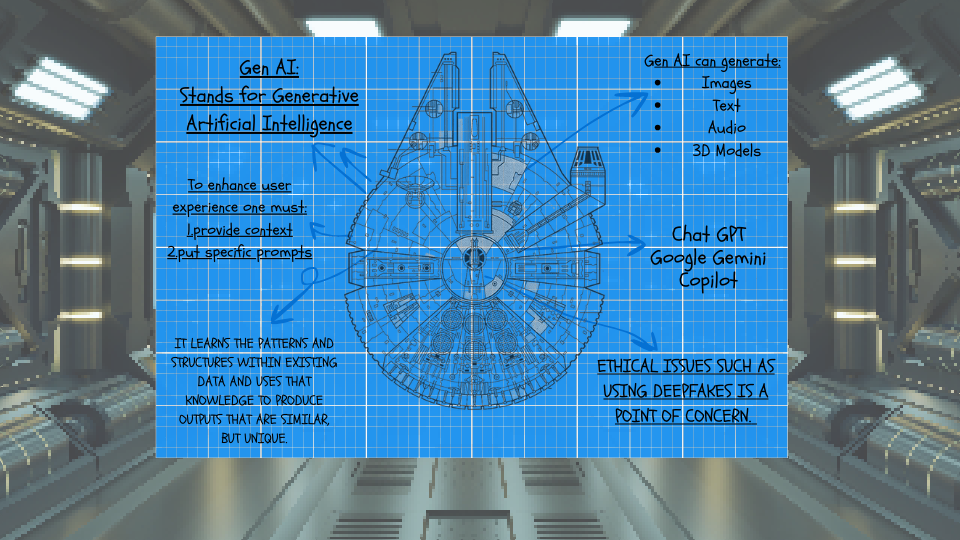 Gen AI:
Stands for Generative
Artificial Intelligence
To enhance user
experience one must:
1.provide context
2.put specific prompts
IT LEARNS THE PATTERNS AND
STRUCTURES WITHIN EXISTING
DATA AND USES THAT
KNOWLEDGE TO PRODUCE
OUTPUTS THAT ARE SIMILAR,
BUT UNIQUE.
Gen AI can generate:
• Images
• Text
• Audio
• 3D Models
Chat GPT
Google Gemini
Copilot
ETHICAL ISSUES SUCH AS
USING DEEPFAKES IS A
POINT OF CONCERN.